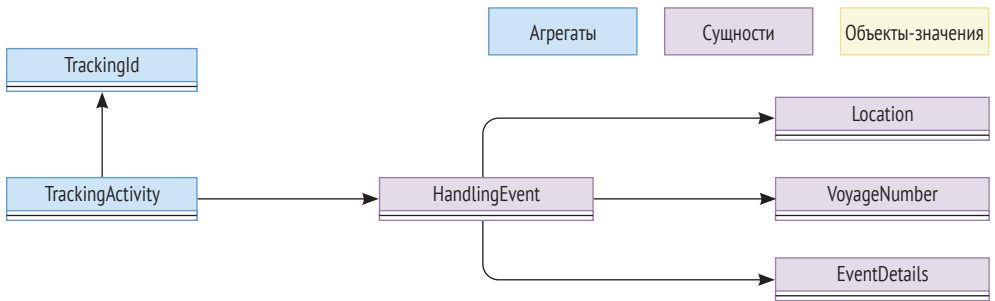 Агрегаты
Сущности
Объекты-значения
TrackingId
Location
TrackingActivity
HandlingEvent
VoyageNumber
EventDetails